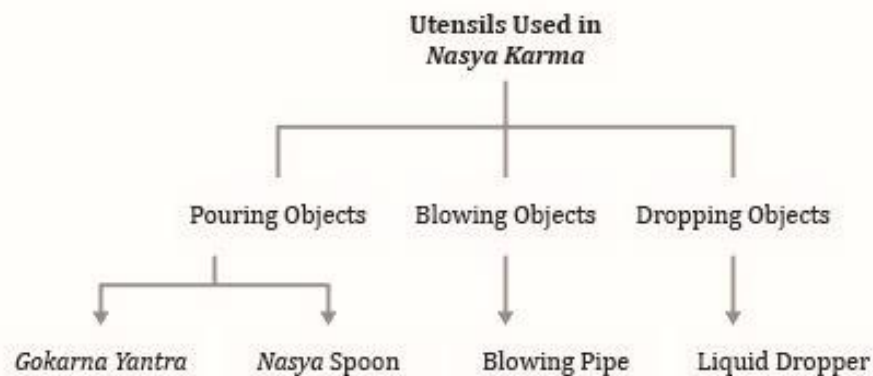 Utensils Used in
Nasya Karma
Pouring Objects Blowing Objects Dropping Objects
Gokarna Yantra Nasya Spoon Blowing Pipe Liquid Dropper